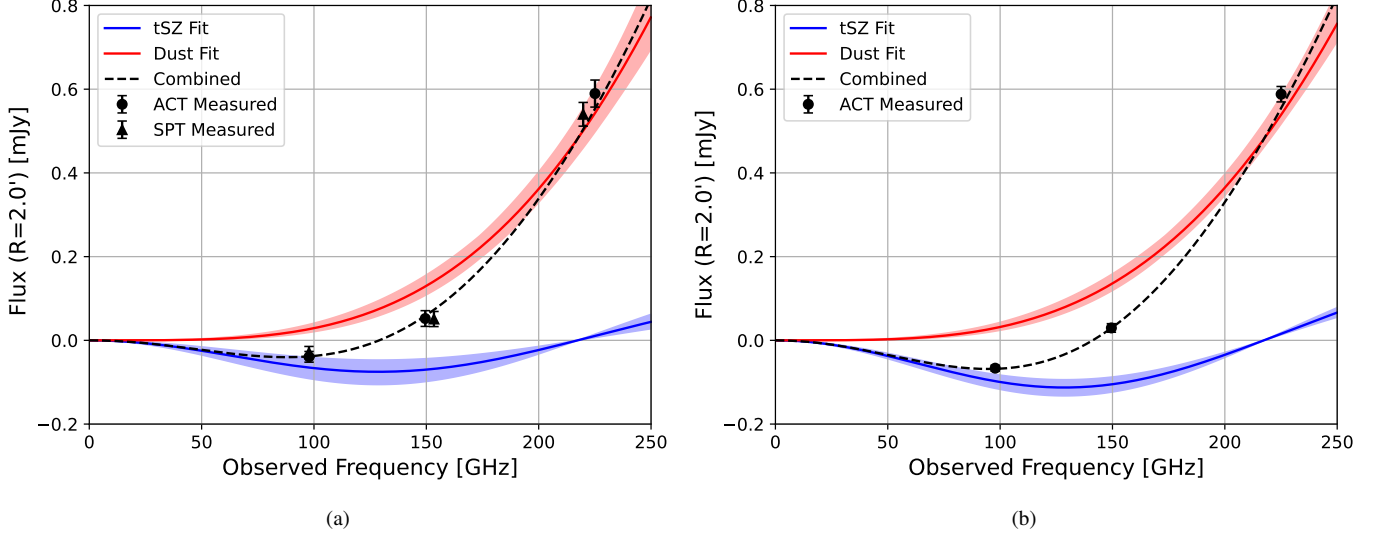 tSZ Fit
Dust Fit
Combined
ACT Measured
SPT Measured
Flux (R=2.0') [mJy]
0.8
0.6
0.4
0.2
0.0
−0.2
0 50 100 150 200 250
Observed Frequency [GHz]
(a)
tSZ Fit
Dust Fit
Combined
ACT Measured
Flux (R=2.0') [mJy]
0.8
0.6
0.4
0.2
0.0
−0.2
0 50 100 150 200 250
Observed Frequency [GHz]
(b)